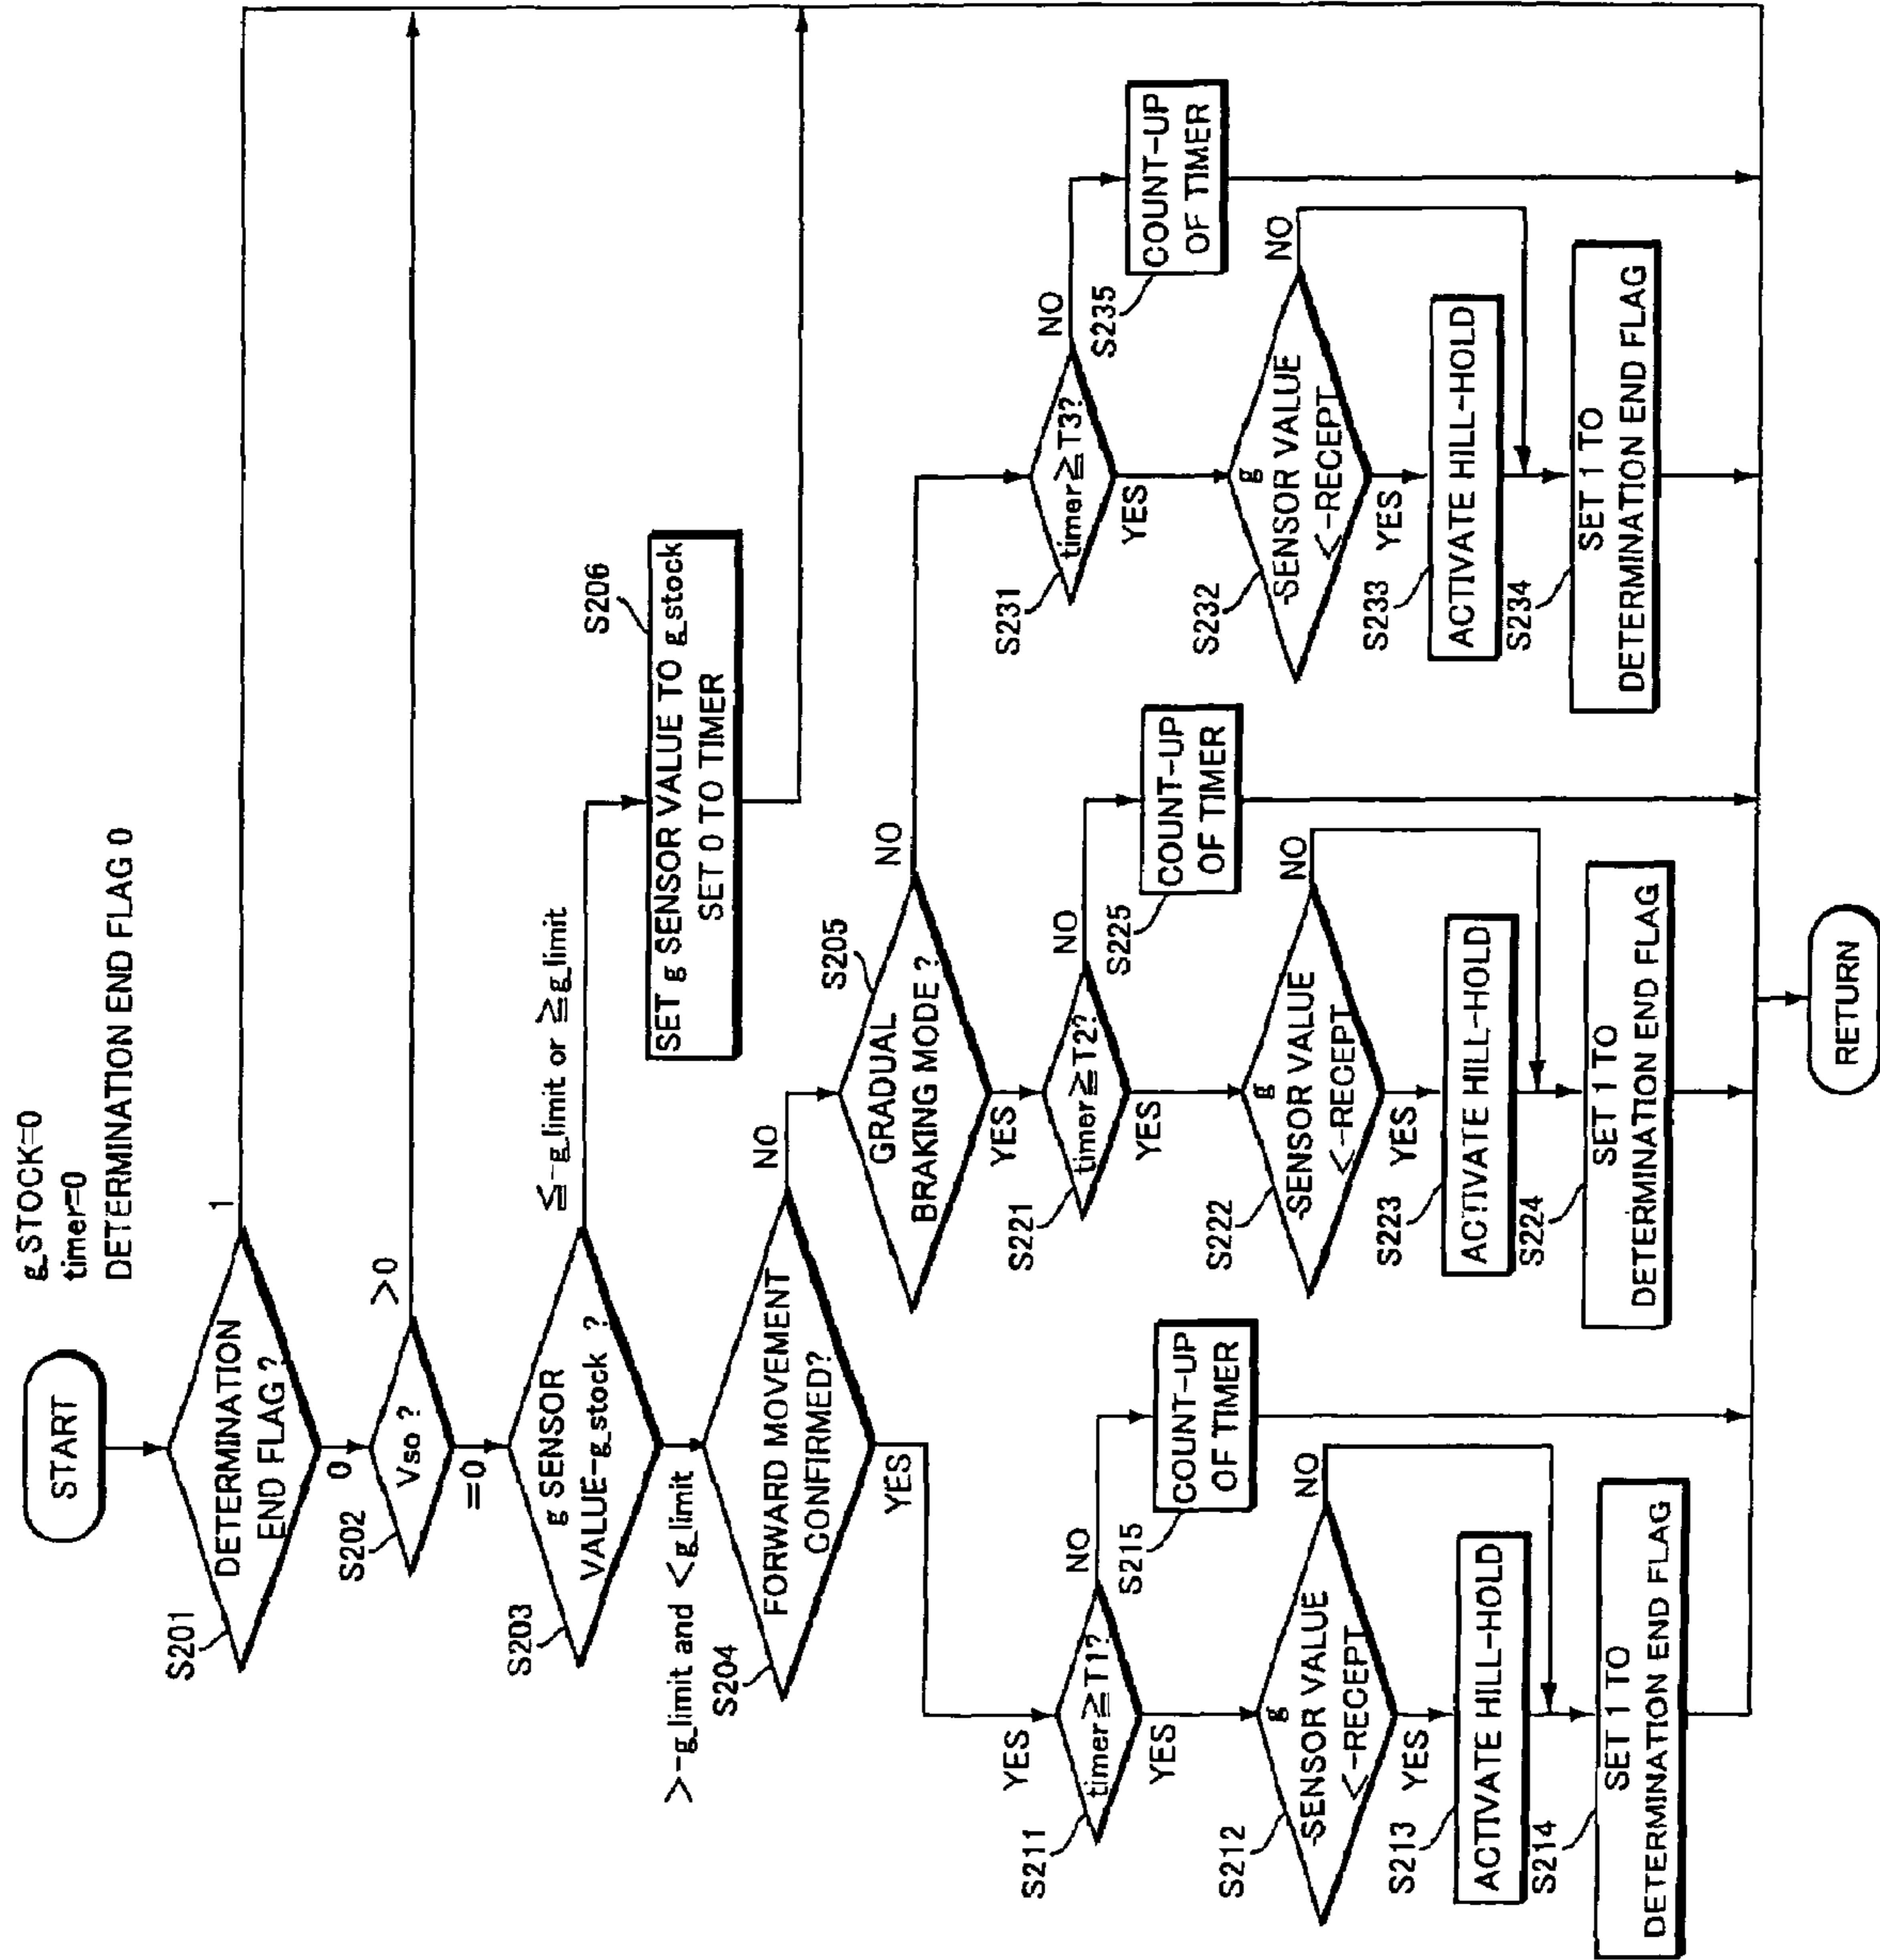 g_STOCK=0
timer=0
DETERMINATION END FLAG 0
START
S201
DETERMINATION
END FLAG ?
1
0
S202
Vso ?
>0
=0
S203
g SENSOR
VALUE-g_stock ?
≦-g_limit or ≧g_limit
>-g_limit and <g_limit
S206
SET g SENSOR VALUE TO g_stock
SET 0 TO TIMER
S204
FORWARD MOVEMENT
CONFIRMED?
NO
YES
S205
GRADUAL
BRAKING MODE ?
NO
YES
YES
S211
timer≧T1?
NO
YES
S215
COUNT-UP
OF TIMER
S212
g
-SENSOR VALUE
<-RECEPT
NO
YES
S213
ACTIVATE HILL-HOLD
S214
SET 1 TO
DETERMINATION END FLAG
S221
timer≧T2?
NO
YES
S225
COUNT-UP
OF TIMER
S222
g
-SENSOR VALUE
<-RECEPT
NO
YES
S223
ACTIVATE HILL-HOLD
S224
SET 1 TO
DETERMINATION END FLAG
S231
timer≧T3?
NO
YES
S235
COUNT-UP
OF TIMER
S232
g
-SENSOR VALUE
<-RECEPT
NO
YES
S233
ACTIVATE HILL-HOLD
S234
SET 1 TO
DETERMINATION END FLAG
RETURN